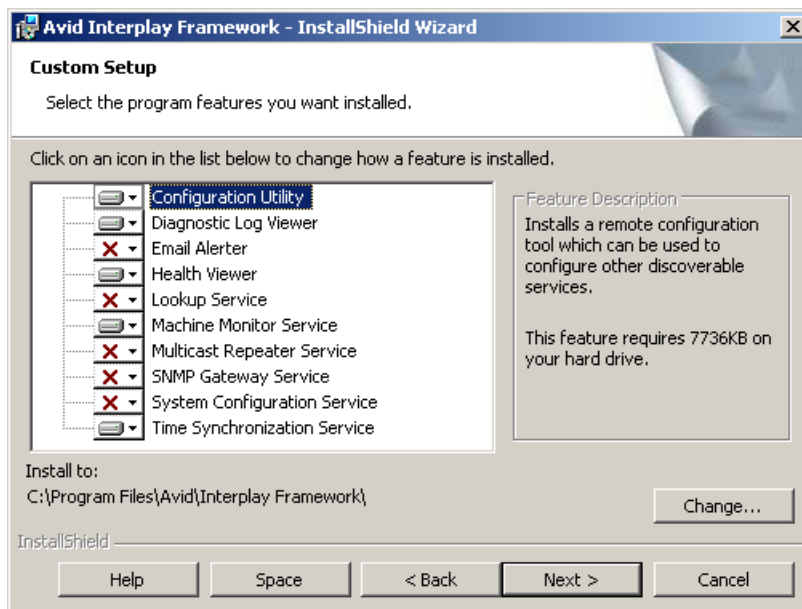 Avid Interplay Framework - InstallShield Wizard
Custom Setup
Select the program features you want installed.
Click on an icon in the list below to change how a feature is installed.
Configuration Utility
Diagnostic Log Viewer
Email Alerter
Health Viewer
Lookup Service
Machine Monitor Service
Multicast Repeater Service
SNMP Gateway Service
System Configuration Service
Time Synchronization Service
Feature Description
Installs a remote configuration
tool which can be used to
configure other discoverable
services.
This feature requires 7736KB on
your hard drive.
Install to:
C:\Program Files\Avid\Interplay Framework\
Change...
InstallShield
Help
Space
< Back
Next >
Cancel